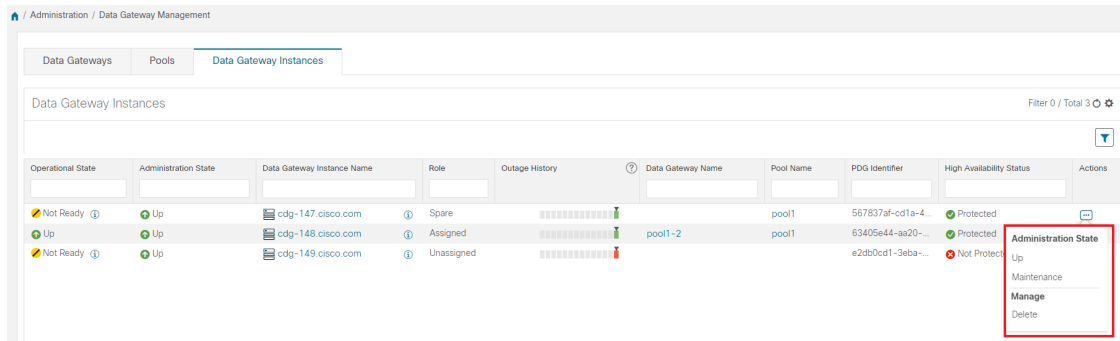 / Administration / Data Gateway Management
Data Gateways Pools Data Gateway Instances
Data Gateway Instances Filter 0 / Total 3
Operational State Administration State Data Gateway Instance Name Role Outage History ? Data Gateway Name Pool Name PDG Identifier High Availability Status Actions
Not Ready i Up cdg-147.cisco.com i Spare pool1 567837af-cd1a-4... Protected ...
Up Up cdg-148.cisco.com i Assigned pool1-2 pool1 63405e44-aa20-... Protected
Not Ready i Up cdg-149.cisco.com i Unassigned e2db0cd1-3eba-... Not Protect
Administration State
Up
Maintenance
Manage
Delete